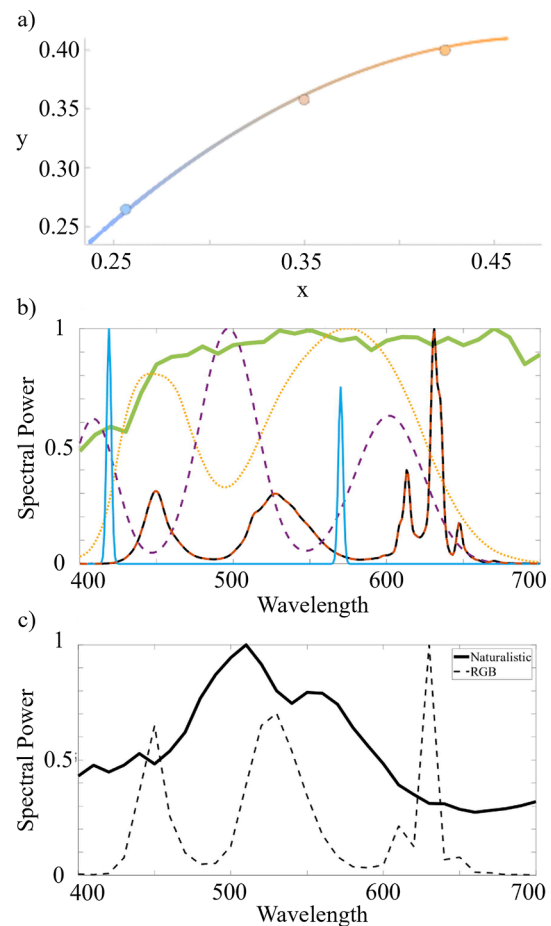 a)
0.40
0.35
y
0.30
0.25
0.25 0.35 0.45
x
b)
1
0.5
0
Spectral Power
400 500 600 700
Wavelength
c)
1
0.5
0
Spectral Power
Naturalistic
RGB
400 500 600 700
Wavelength